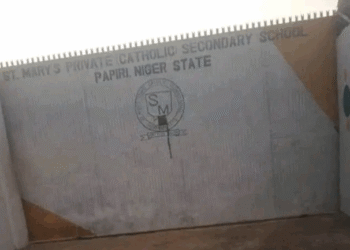 ST. MARY'S PRIVATE CATHOLIC SECONDARY SCHOOL
PAPIRI, NIGER STATE
S
M